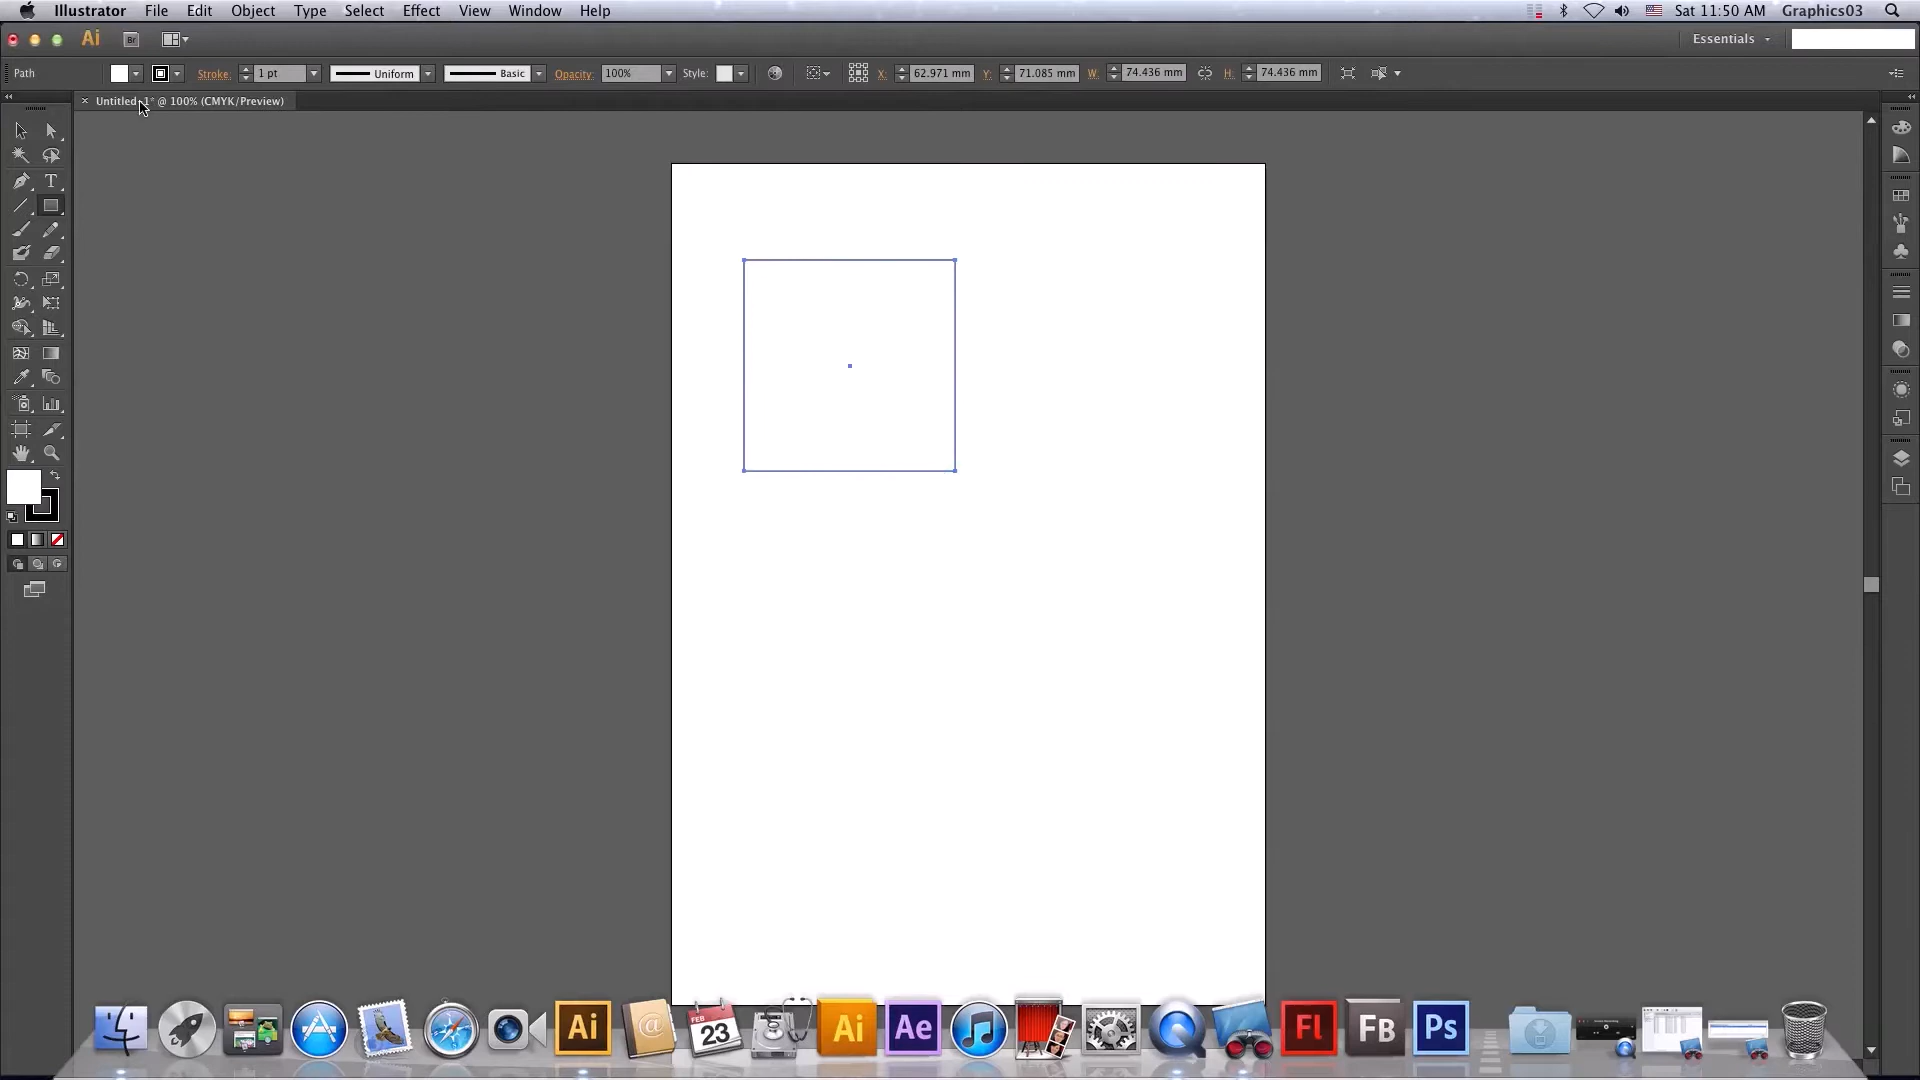 Illustrator File Edit Object Type Select Effect View Window Help Sat 11:50 AM Graphics03
Ai Br Essentials
Path Stroke: 1 pt Uniform Basic Opacity: 100% Style: X: 62.971 mm Y: 71.085 mm W: 74.436 mm H: 74.436 mm
× Untitled-1* @ 100% (CMYK/Preview)
T
Ai @ FEB 23 Ai Ae Fl FB Ps